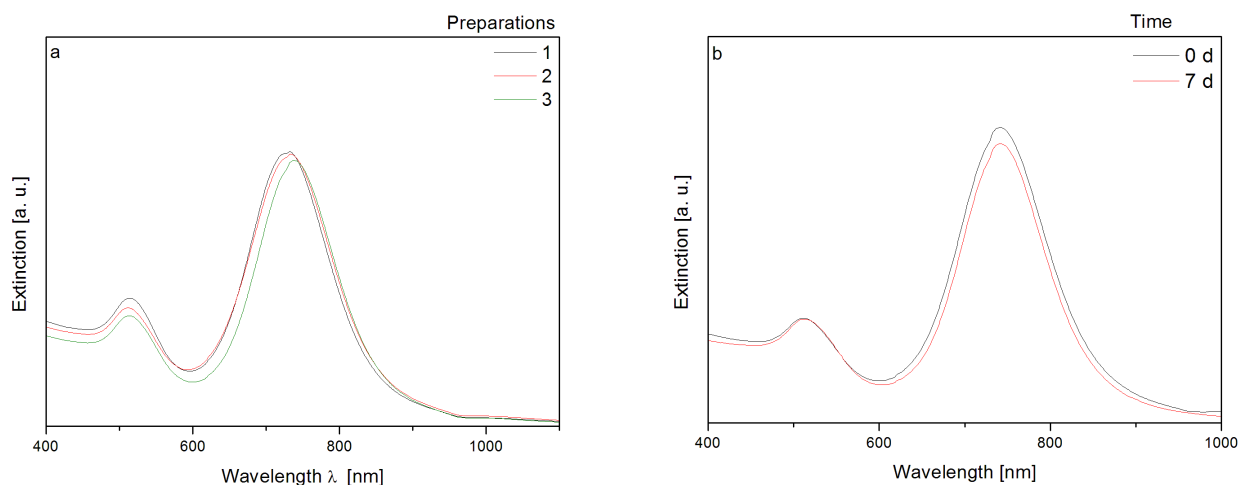 Preparations
a
1
2
3
Extinction [a. u.]
400
600
800
1000
Wavelength λ [nm]
Time
b
0 d
7 d
Extinction [a. u.]
400
600
800
1000
Wavelength [nm]